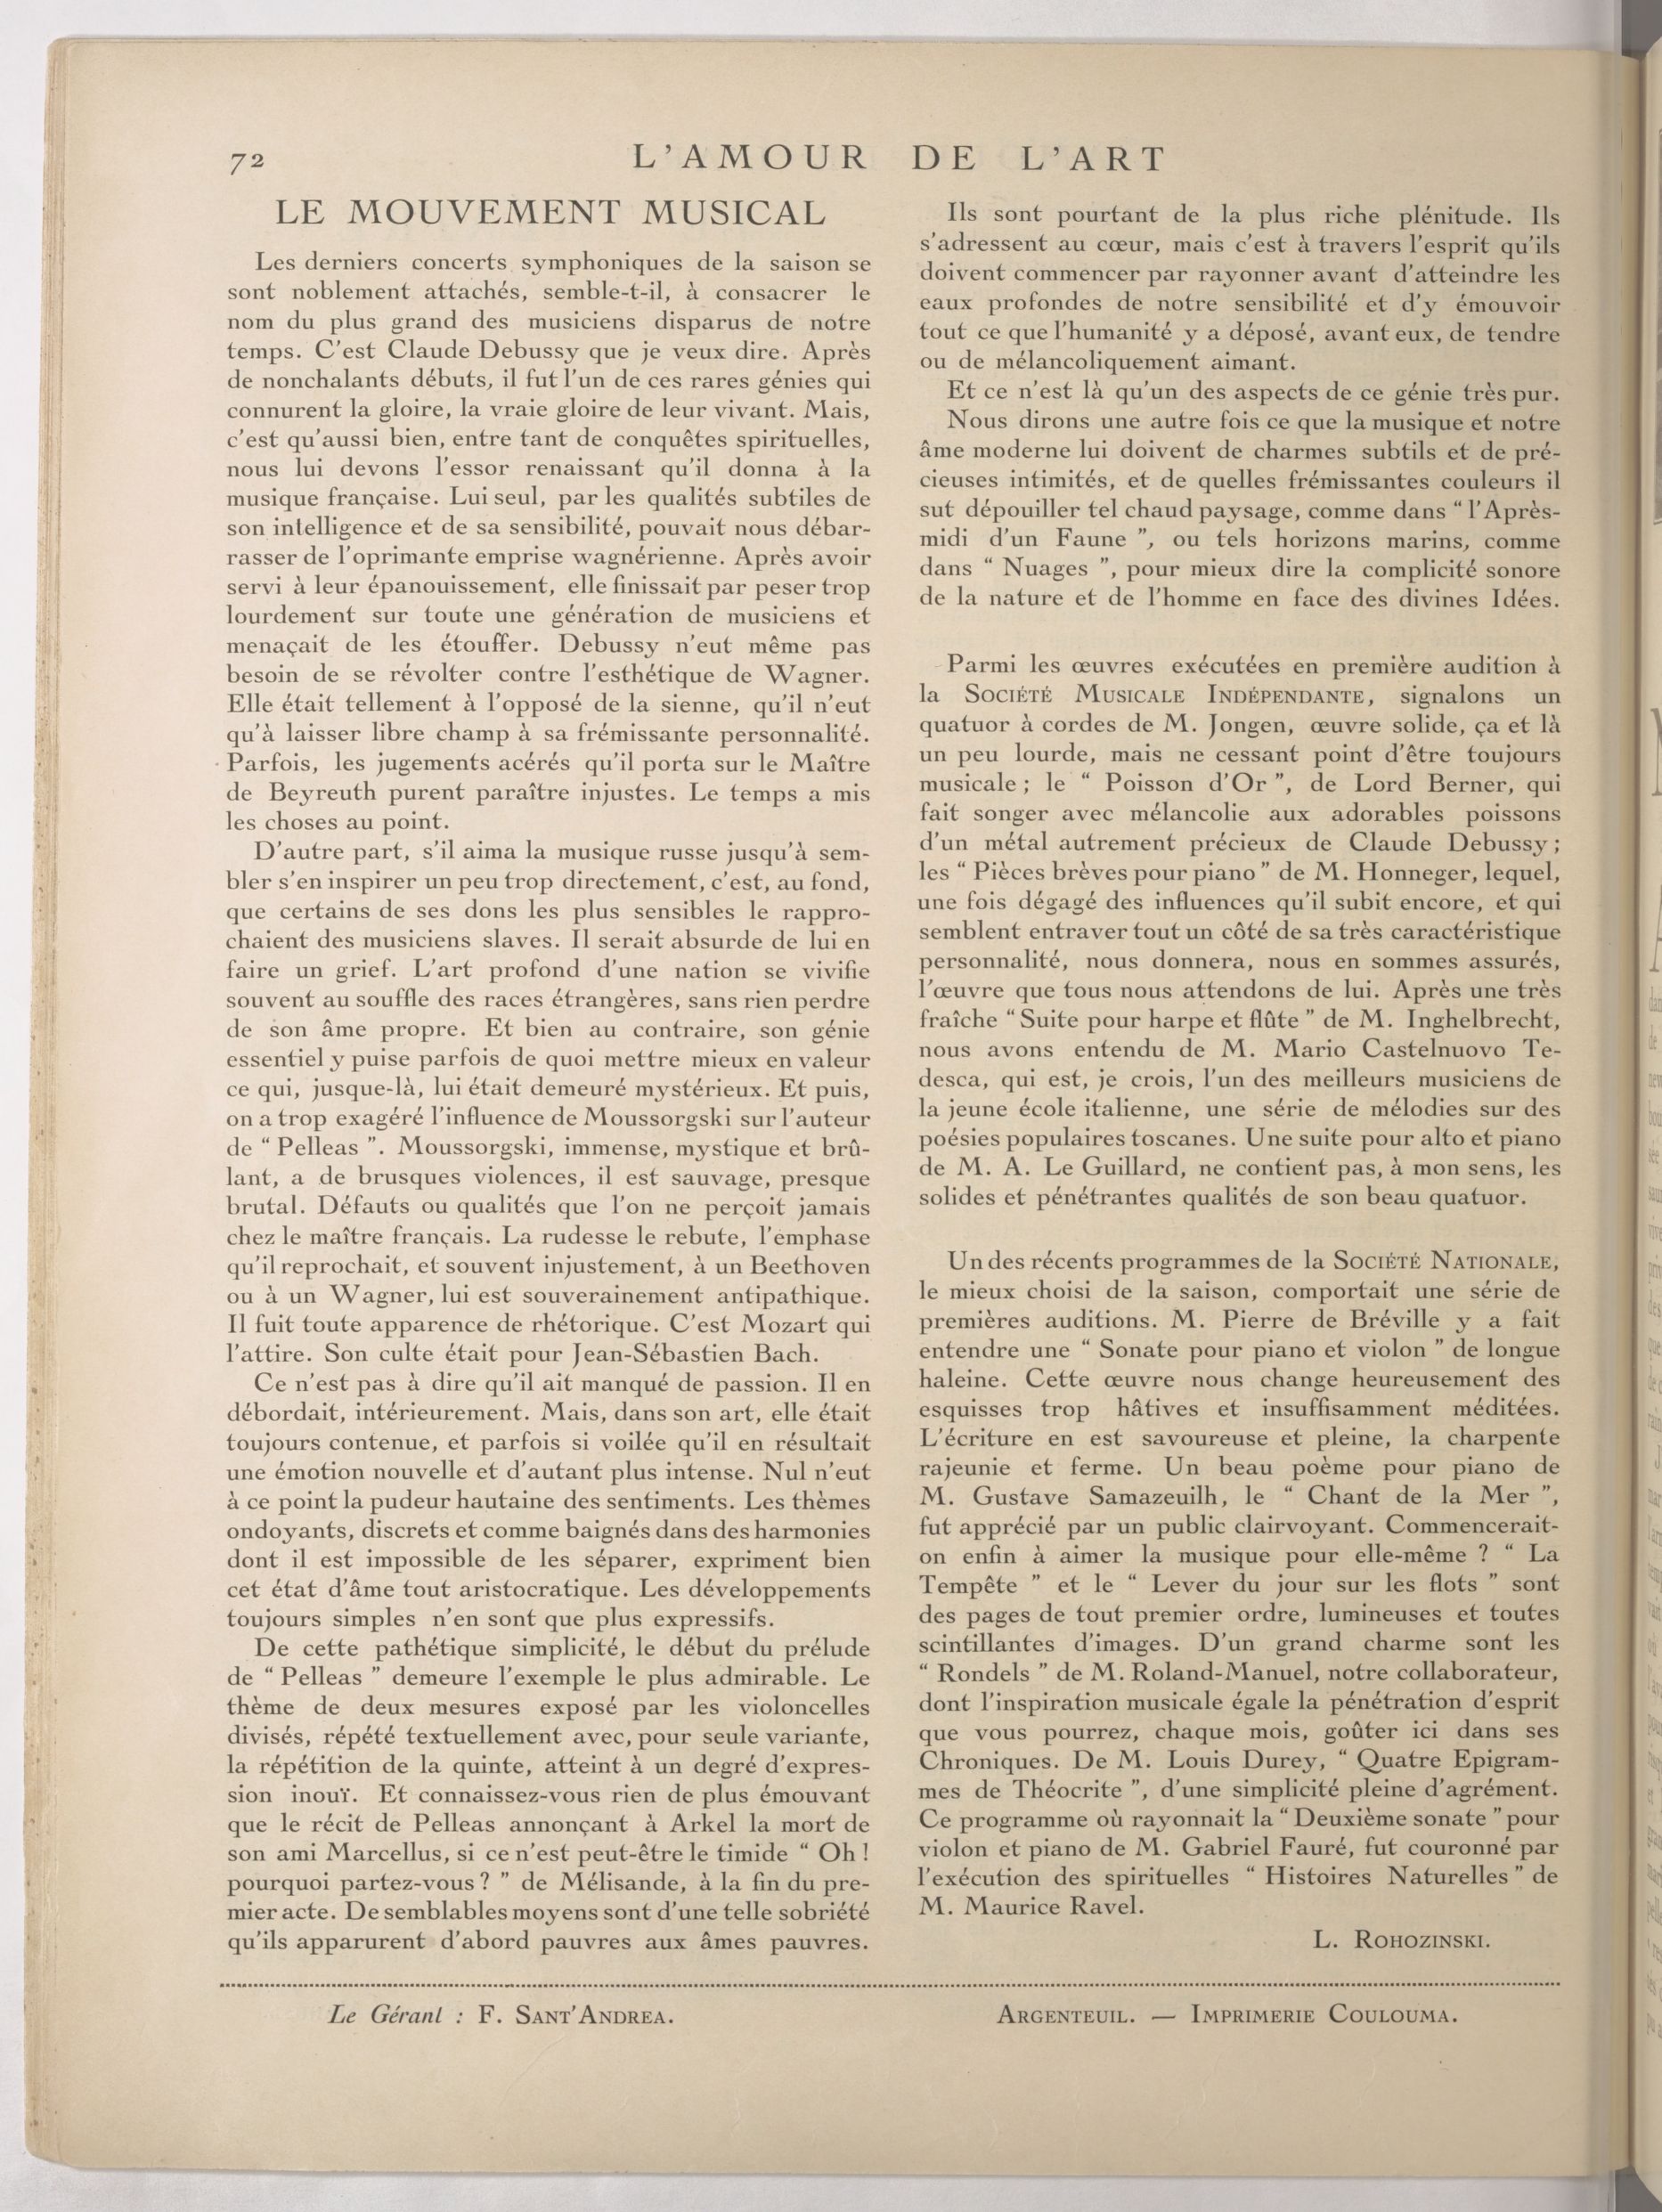 72
L'AMOUR DE L'ART
LE MOUVEMENT MUSICAL
Les derniers concerts symphoniques de la saison se
sont noblement attachés, semble-t-il, à consacrer le
nom du plus grand des musiciens disparus de notre
temps. C'est Claude Debussy que je veux dire. Après
de nonchalants débuts, il fut l'un de ces rares génies qui
connurent la gloire, la vraie gloire de leur vivant. Mais,
c'est qu'aussi bien, entre tant de conquêtes spirituelles,
nous lui devons l'essor renaissant qu'il donna à la
musique française. Lui seul, par les qualités subtiles de
son intelligence et de sa sensibilité, pouvait nous débar-
rasser de l'oprimante emprise wagnérienne. Après avoir
servi à leur épanouissement, elle finissait par peser trop
lourdement sur toute une génération de musiciens et
menaçait de les étouffer. Debussy n'eut même pas
besoin de se révolter contre l'esthétique de Wagner.
Elle était tellement à l'opposé de la sienne, qu'il n'eut
qu'à laisser libre champ à sa frémissante personnalité.
Parfois, les jugements acérés qu'il porta sur le Maître
de Beyreuth purent paraître injustes. Le temps a mis
les choses au point.
D'autre part, s'il aima la musique russe jusqu'à sem-
bler s'en inspirer un peu trop directement, c'est, au fond,
que certains de ses dons les plus sensibles le rappro-
chaient des musiciens slaves. Il serait absurde de lui en
faire un grief. L'art profond d'une nation se vivifie
souvent au souffle des races étrangères, sans rien perdre
de son âme propre. Et bien au contraire, son génie
essentiel y puise parfois de quoi mettre mieux en valeur
ce qui, jusque-là, lui était demeuré mystérieux. Et puis,
on a trop exagéré l'influence de Moussorgski sur l'auteur
de “ Pelleas ”. Moussorgski, immense, mystique et brû-
lant, a de brusques violences, il est sauvage, presque
brutal. Défauts ou qualités que l'on ne perçoit jamais
chez le maître français. La rudesse le rebute, l'emphase
qu'il reprochait, et souvent injustement, à un Beethoven
ou à un Wagner, lui est souverainement antipathique.
Il fuit toute apparence de rhétorique. C'est Mozart qui
l'attire. Son culte était pour Jean-Sébastien Bach.
Ce n'est pas à dire qu'il ait manqué de passion. Il en
débordait, intérieurement. Mais, dans son art, elle était
toujours contenue, et parfois si voilée qu'il en résultait
une émotion nouvelle et d'autant plus intense. Nul n'eut
à ce point la pudeur hautaine des sentiments. Les thèmes
ondoyants, discrets et comme baignés dans des harmonies
dont il est impossible de les séparer, expriment bien
cet état d'âme tout aristocratique. Les développements
toujours simples n'en sont que plus expressifs.
De cette pathétique simplicité, le début du prélude
de “ Pelleas ” demeure l'exemple le plus admirable. Le
thème de deux mesures exposé par les violoncelles
divisés, répété textuellement avec, pour seule variante,
la répétition de la quinte, atteint à un degré d'expres-
sion inouï. Et connaissez-vous rien de plus émouvant
que le récit de Pelleas annonçant à Arkel la mort de
son ami Marcellus, si ce n'est peut-être le timide “ Oh !
pourquoi partez-vous ? ” de Mélisande, à la fin du pre-
mier acte. De semblables moyens sont d'une telle sobriété
qu'ils apparurent d'abord pauvres aux âmes pauvres.
Ils sont pourtant de la plus riche plénitude. Ils
s'adressent au cœur, mais c'est à travers l'esprit qu'ils
doivent commencer par rayonner avant d'atteindre les
eaux profondes de notre sensibilité et d'y émouvoir
tout ce que l'humanité y a déposé, avant eux, de tendre
ou de mélancoliquement aimant.
Et ce n'est là qu'un des aspects de ce génie très pur.
Nous dirons une autre fois ce que la musique et notre
âme moderne lui doivent de charmes subtils et de pré-
cieuses intimités, et de quelles frémissantes couleurs il
sut dépouiller tel chaud paysage, comme dans “ l'Après-
midi d'un Faune ”, ou tels horizons marins, comme
dans “ Nuages ”, pour mieux dire la complicité sonore
de la nature et de l'homme en face des divines Idées.
Parmi les œuvres exécutées en première audition à
la SOCIÉTÉ MUSICALE INDÉPENDANTE, signalons un
quatuor à cordes de M. Jongen, œuvre solide, ça et là
un peu lourde, mais ne cessant point d'être toujours
musicale ; le “ Poisson d'Or ”, de Lord Berner, qui
fait songer avec mélancolie aux adorables poissons
d'un métal autrement précieux de Claude Debussy ;
les “ Pièces brèves pour piano ” de M. Honneger, lequel,
une fois dégagé des influences qu'il subit encore, et qui
semblent entraver tout un côté de sa très caractéristique
personnalité, nous donnera, nous en sommes assurés,
l'œuvre que tous nous attendons de lui. Après une très
fraîche “ Suite pour harpe et flûte ” de M. Inghelbrecht,
nous avons entendu de M. Mario Castelnuovo Te-
desca, qui est, je crois, l'un des meilleurs musiciens de
la jeune école italienne, une série de mélodies sur des
poésies populaires toscanes. Une suite pour alto et piano
de M. A. Le Guillard, ne contient pas, à mon sens, les
solides et pénétrantes qualités de son beau quatuor.
Un des récents programmes de la SOCIÉTÉ NATIONALE,
le mieux choisi de la saison, comportait une série de
premières auditions. M. Pierre de Bréville y a fait
entendre une “ Sonate pour piano et violon ” de longue
haleine. Cette œuvre nous change heureusement des
esquisses trop hâtives et insuffisamment méditées.
L'écriture en est savoureuse et pleine, la charpente
rajeunie et ferme. Un beau poème pour piano de
M. Gustave Samazeuilh, le “ Chant de la Mer ”,
fut apprécié par un public clairvoyant. Commencerait-
on enfin à aimer la musique pour elle-même ? “ La
Tempête ” et le “ Lever du jour sur les flots ” sont
des pages de tout premier ordre, lumineuses et toutes
scintillantes d'images. D'un grand charme sont les
“ Rondels ” de M. Roland-Manuel, notre collaborateur,
dont l'inspiration musicale égale la pénétration d'esprit
que vous pourrez, chaque mois, goûter ici dans ses
Chroniques. De M. Louis Durey, “ Quatre Epigram-
mes de Théocrite ”, d'une simplicité pleine d'agrément.
Ce programme où rayonnait la “ Deuxième sonate ” pour
violon et piano de M. Gabriel Fauré, fut couronné par
l'exécution des spirituelles “ Histoires Naturelles ” de
M. Maurice Ravel.
L. ROHOZINSKI.
Le Gérant : F. SANT'ANDREA.
ARGENTEUIL. — IMPRIMERIE COULOUMA.